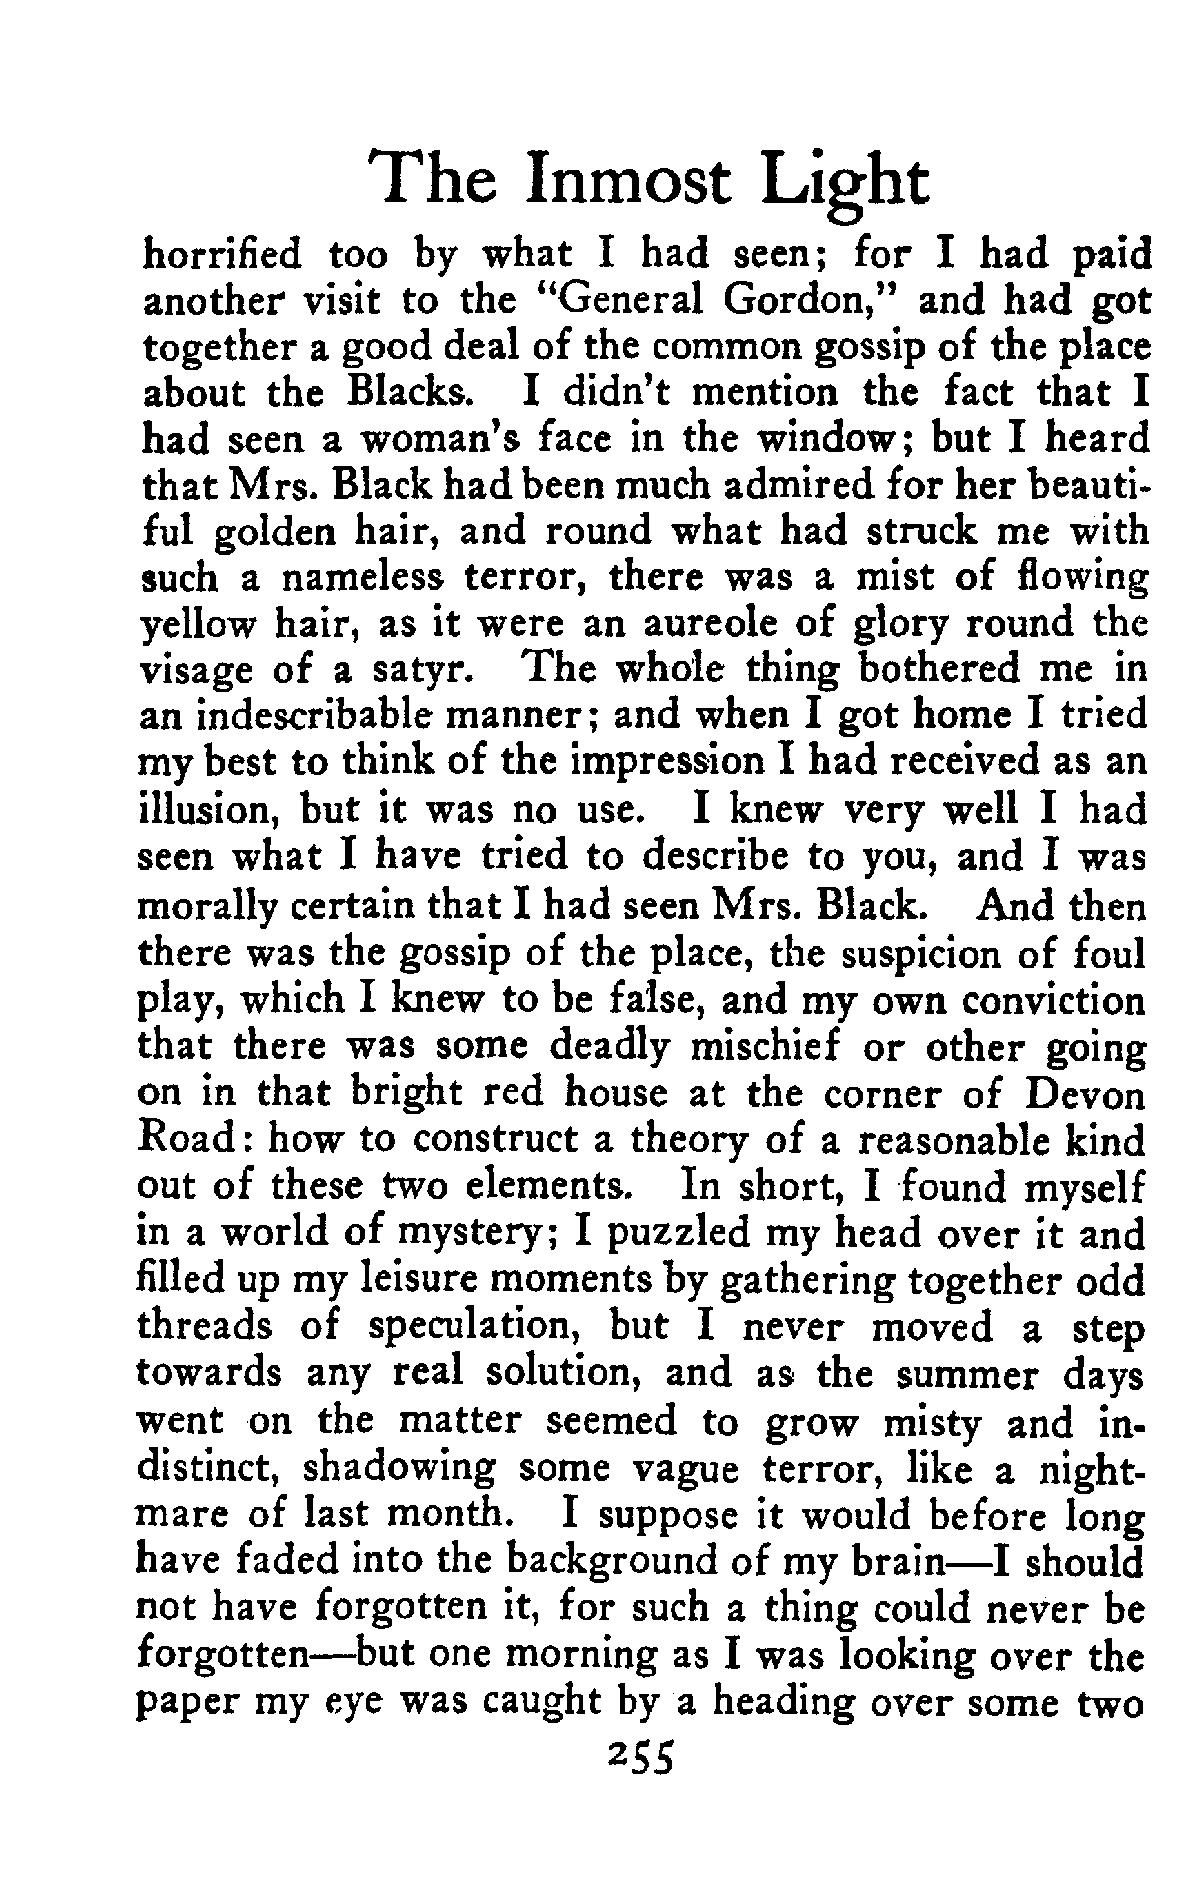 The Inmost Light
horrified too by what I had seen; for I had paid
another visit to the "General Gordon," and had got
together a good deal of the common gossip of the place
about the Blacks. I didn't mention the fact that I
had seen a woman's face in the window; but I heard
that Mrs. Black had been much admired for her beauti-
ful golden hair, and round what had struck me with
such a nameless terror, there was a mist of flowing
yellow hair, as it were an aureole of glory round the
visage of a satyr. The whole thing bothered me in
an indescribable manner; and when I got home I tried
my best to think of the impression I had received as an
illusion, but it was no use. I knew very well I had
seen what I have tried to describe to you, and I was
morally certain that I had seen Mrs. Black. And then
there was the gossip of the place, the suspicion of foul
play, which I knew to be false, and my own conviction
that there was some deadly mischief or other going
on in that bright red house at the corner of Devon
Road: how to construct a theory of a reasonable kind
out of these two elements. In short, I found myself
in a world of mystery; I puzzled my head over it and
filled up my leisure moments by gathering together odd
threads of speculation, but I never moved a step
towards any real solution, and as the summer days
went on the matter seemed to grow misty and in-
distinct, shadowing some vague terror, like a night-
mare of last month. I suppose it would before long
have faded into the background of my brain—I should
not have forgotten it, for such a thing could never be
forgotten—but one morning as I was looking over the
paper my eye was caught by a heading over some two
255